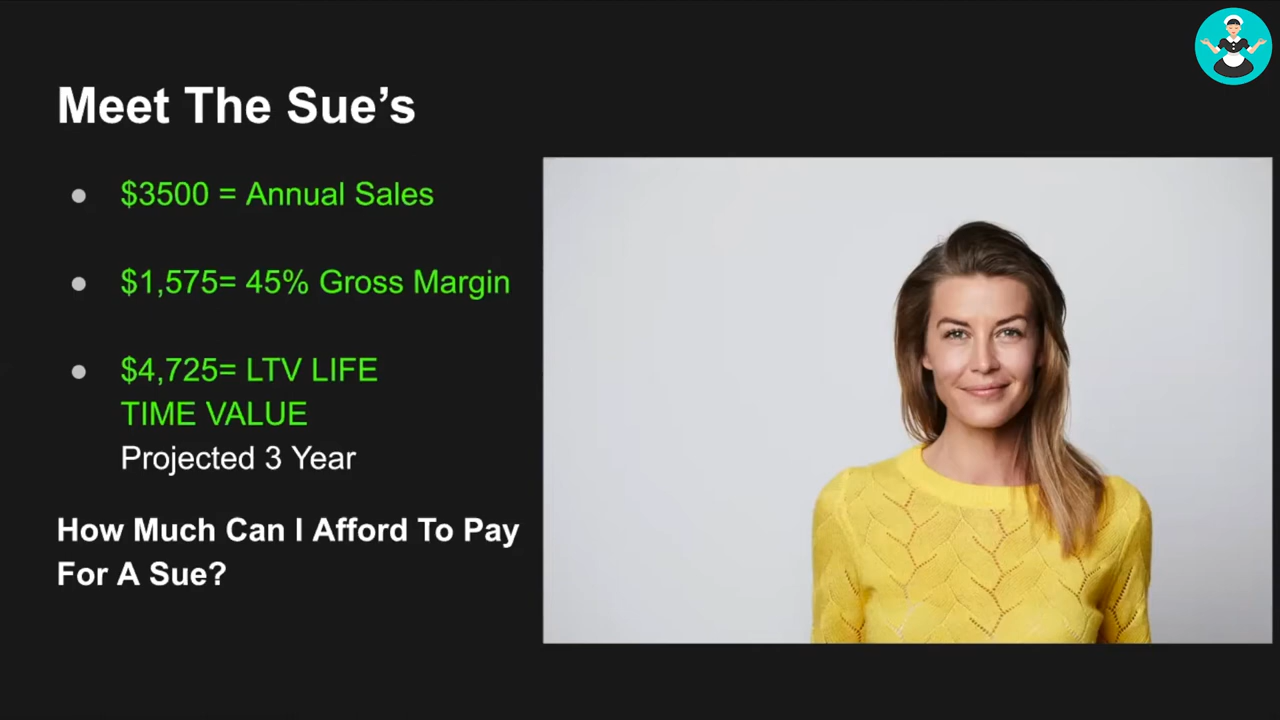 Meet The Sue’s
● $3500 = Annual Sales
● $1,575= 45% Gross Margin
● $4,725= LTV LIFE
TIME VALUE
Projected 3 Year
How Much Can I Afford To Pay
For A Sue?